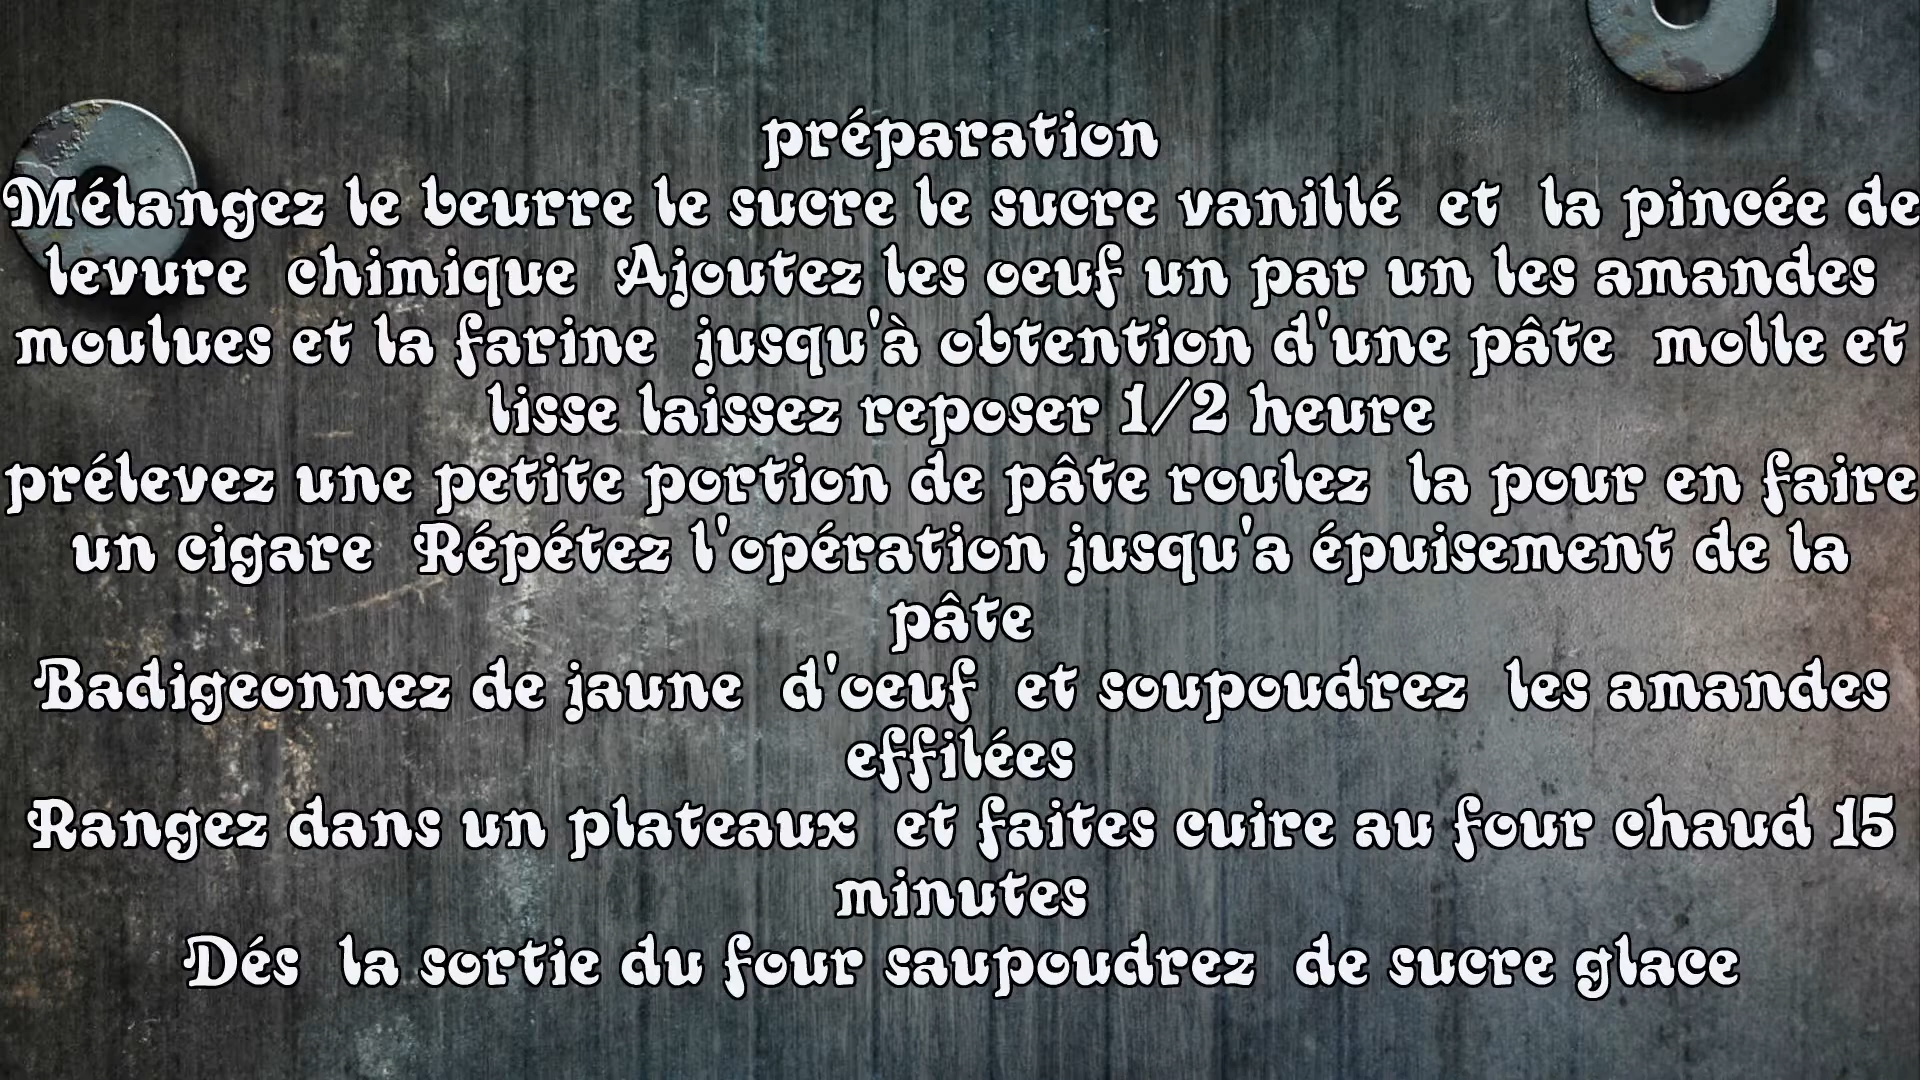 préparation
Mélangez le beurre le sucre le sucre vanillé et la pincée de
levure chimique Ajoutez les oeuf un par un les amandes
moulues et la farine jusqu'à obtention d'une pâte molle et
lisse laissez reposer 1/2 heure
prélevez une petite portion de pâte roulez la pour en faire
un cigare Répétez l'opération jusqu'a épuisement de la
pâte
Badigeonnez de jaune d'oeuf et soupoudrez les amandes
effilées
Rangez dans un plateaux et faites cuire au four chaud 15
minutes
Dés la sortie du four saupoudrez de sucre glace